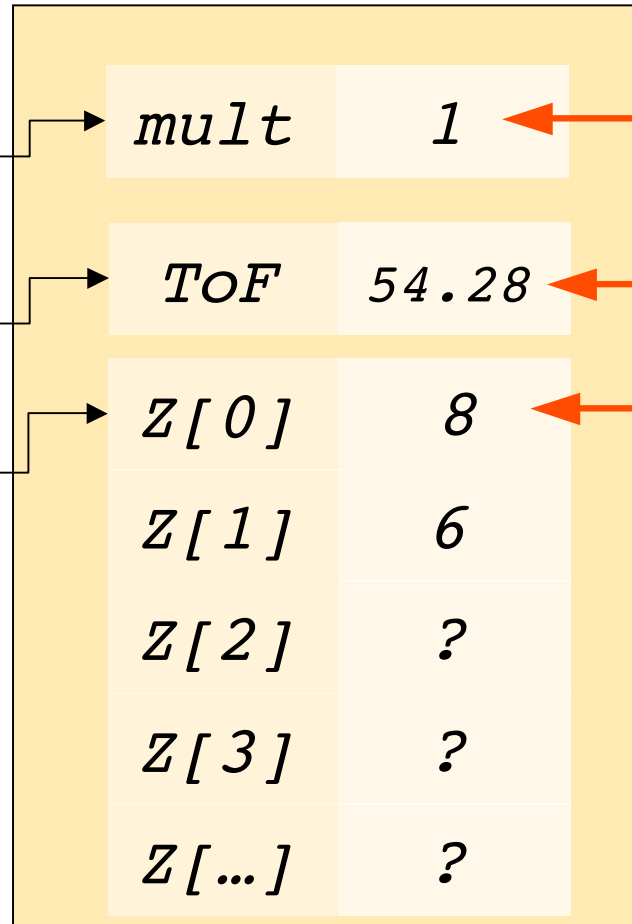 mult 1
ToF 54.28
Z[0] 8
Z[1] 6
Z[2] ?
Z[3] ?
Z[…] ?